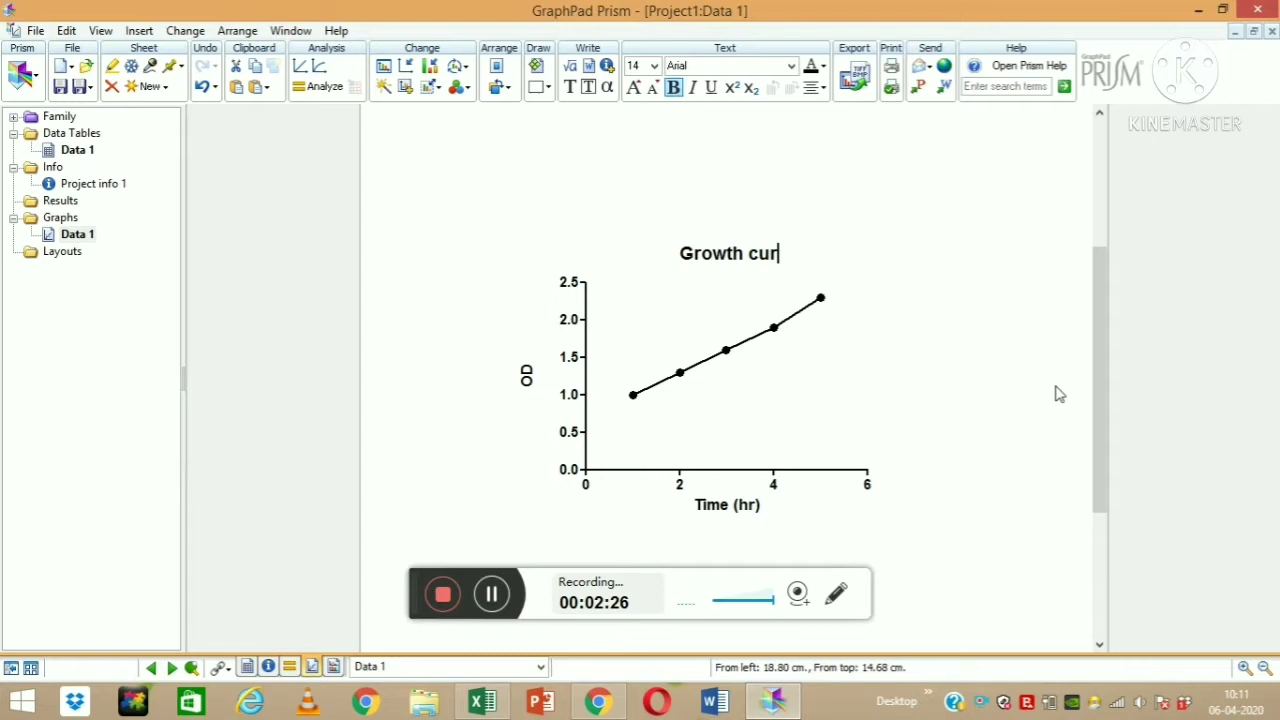 GraphPad Prism - [Project1:Data 1]
File Edit View Insert Change Arrange Window Help
Prism File Sheet Undo Clipboard Analysis Change Arrange Draw Write Text Export Print Send Help
14 Arial Open Prism Help
New Analyze Enter search terms
GraphPad
PRISM
K
KINEMASTER
Family
Data Tables
Data 1
Info
Project info 1
Results
Graphs
Data 1
Layouts
Growth cur
2.5
2.0
1.5
1.0
0.5
0.0
OD
0 2 4 6
Time (hr)
Recording...
00:02:26
Data 1
From left: 18.80 cm., From top: 14.68 cm.
Desktop
10:11
06-04-2020